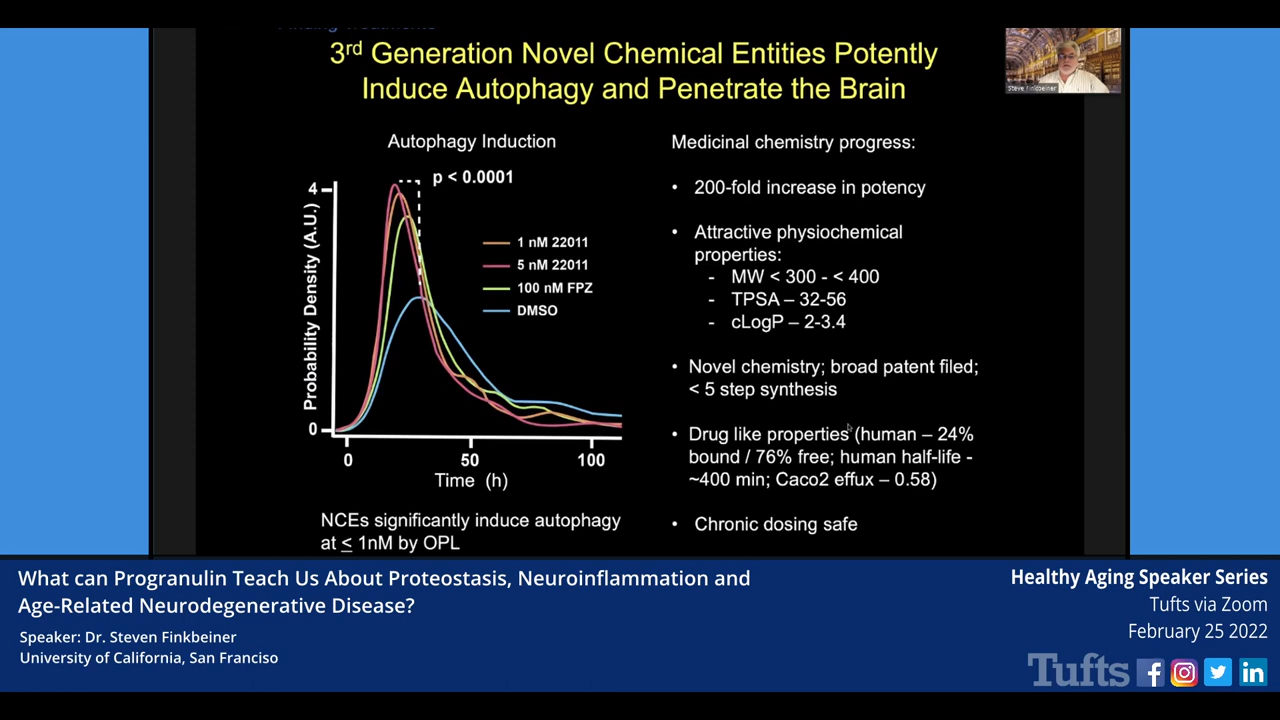 3rd Generation Novel Chemical Entities Potently
Induce Autophagy and Penetrate the Brain
Steve Finkbeiner
Autophagy Induction
p < 0.0001
4
0
Probability Density (A.U.)
1 nM 22011
5 nM 22011
100 nM FPZ
DMSO
0 50 100
Time (h)
NCEs significantly induce autophagy
at ≤ 1nM by OPL
Medicinal chemistry progress:
• 200-fold increase in potency
• Attractive physiochemical
properties:
- MW < 300 - < 400
- TPSA – 32-56
- cLogP – 2-3.4
• Novel chemistry; broad patent filed;
< 5 step synthesis
• Drug like properties (human – 24%
bound / 76% free; human half-life -
~400 min; Caco2 effux – 0.58)
• Chronic dosing safe
What can Progranulin Teach Us About Proteostasis, Neuroinflammation and
Age-Related Neurodegenerative Disease?
Speaker: Dr. Steven Finkbeiner
University of California, San Franciso
Healthy Aging Speaker Series
Tufts via Zoom
February 25 2022
Tufts